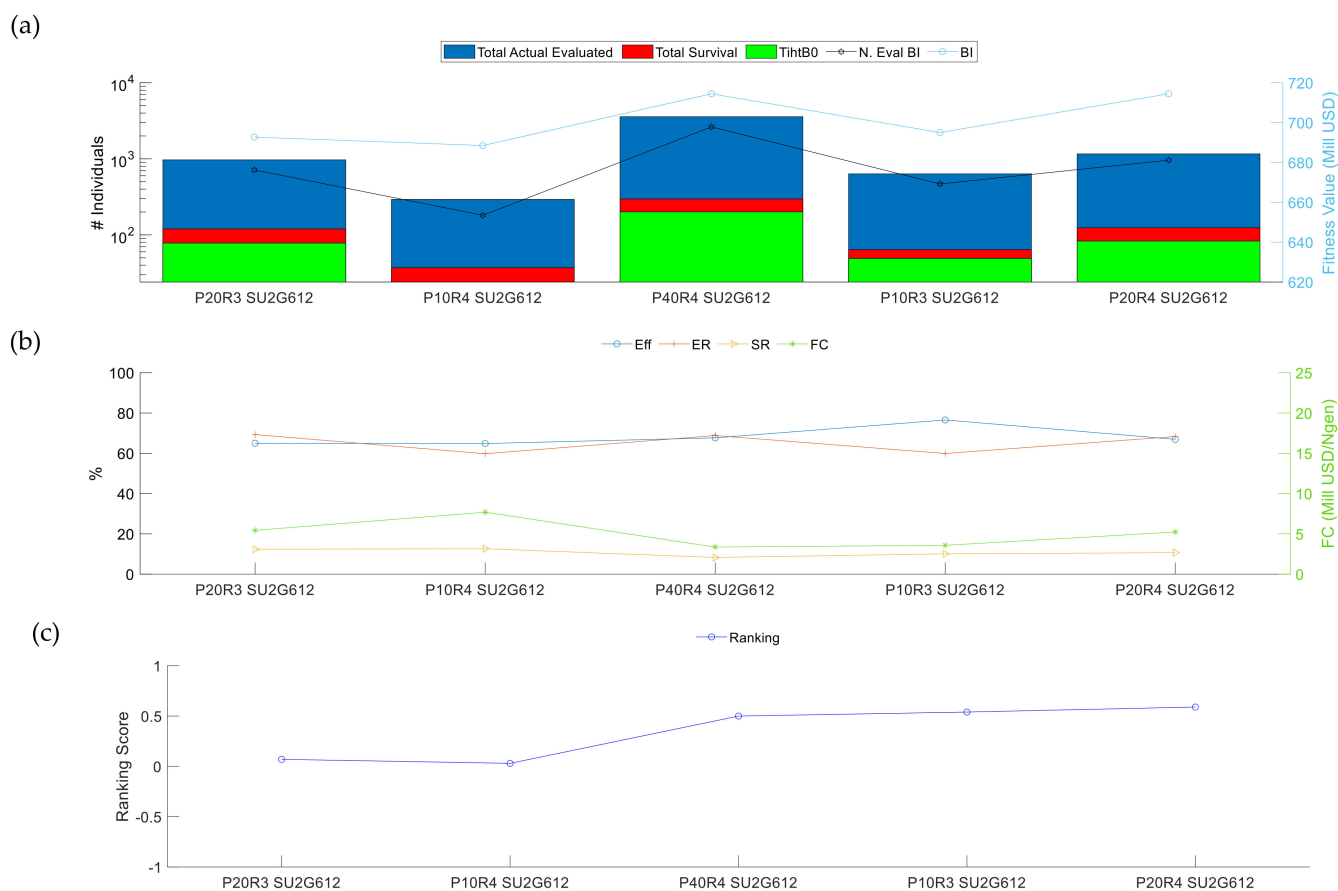 (a)
Total Actual Evaluated Total Survival TihtB0 N. Eval BI BI
10^4
10^3
10^2
# Individuals
720
700
680
660
640
620
Fitness Value (Mill USD)
P20R3 SU2G612 P10R4 SU2G612 P40R4 SU2G612 P10R3 SU2G612 P20R4 SU2G612
(b)
Eff ER SR FC
100
80
60
40
20
0
%
25
20
15
10
5
0
FC (Mill USD/Ngen)
P20R3 SU2G612 P10R4 SU2G612 P40R4 SU2G612 P10R3 SU2G612 P20R4 SU2G612
(c)
Ranking
1
0.5
0
-0.5
-1
Ranking Score
P20R3 SU2G612 P10R4 SU2G612 P40R4 SU2G612 P10R3 SU2G612 P20R4 SU2G612